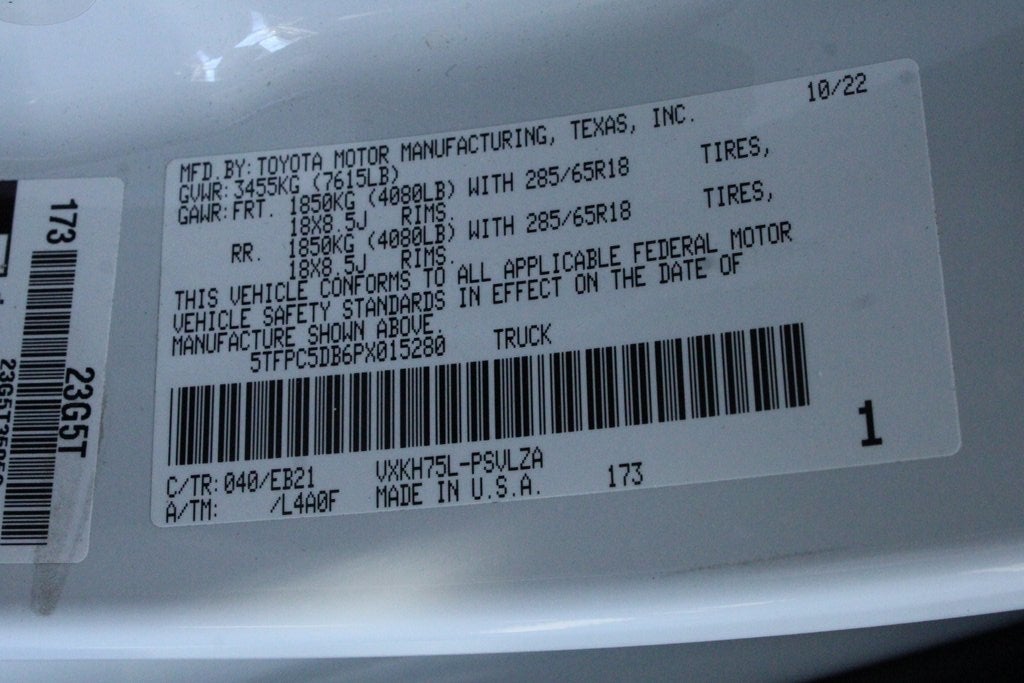 10/22
MFD.BY:TOYOTA MOTOR MANUFACTURING, TEXAS, INC.
GVWR:3455KG (7615LB)
GAWR:FRT. 1850KG (4080LB) WITH 285/65R18 TIRES,
18X8.5J RIMS.
RR. 1850KG (4080LB) WITH 285/65R18 TIRES,
18X8.5J RIMS.
THIS VEHICLE CONFORMS TO ALL APPLICABLE FEDERAL MOTOR
VEHICLE SAFETY STANDARDS IN EFFECT ON THE DATE OF
MANUFACTURE SHOWN ABOVE.
5TFPC5DB6PX015280 TRUCK
1
C/TR:040/EB21 VXKH75L-PSVLZA
A/TM: /L4A0F MADE IN U.S.A. 173
173
23G5T